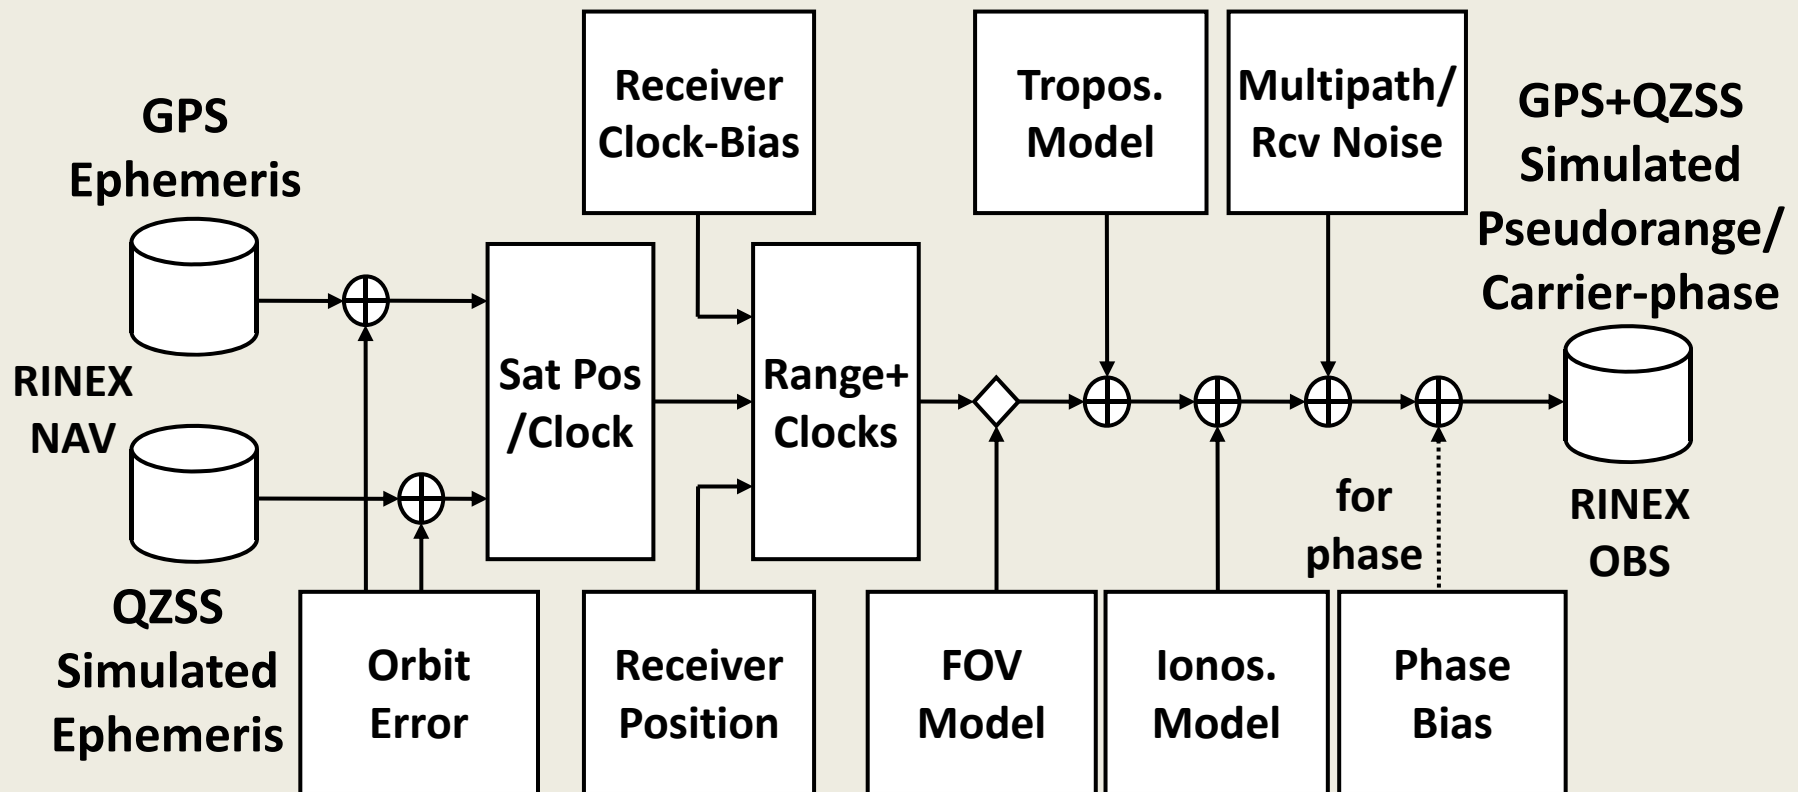 GPS
Ephemeris
RINEX
NAV
QZSS
Simulated
Ephemeris
Orbit
Error
Sat Pos
/Clock
Receiver
Clock-Bias
Receiver
Position
Range+
Clocks
FOV
Model
Tropos.
Model
Ionos.
Model
Multipath/
Rcv Noise
for
phase
Phase
Bias
GPS+QZSS
Simulated
Pseudorange/
Carrier-phase
RINEX
OBS